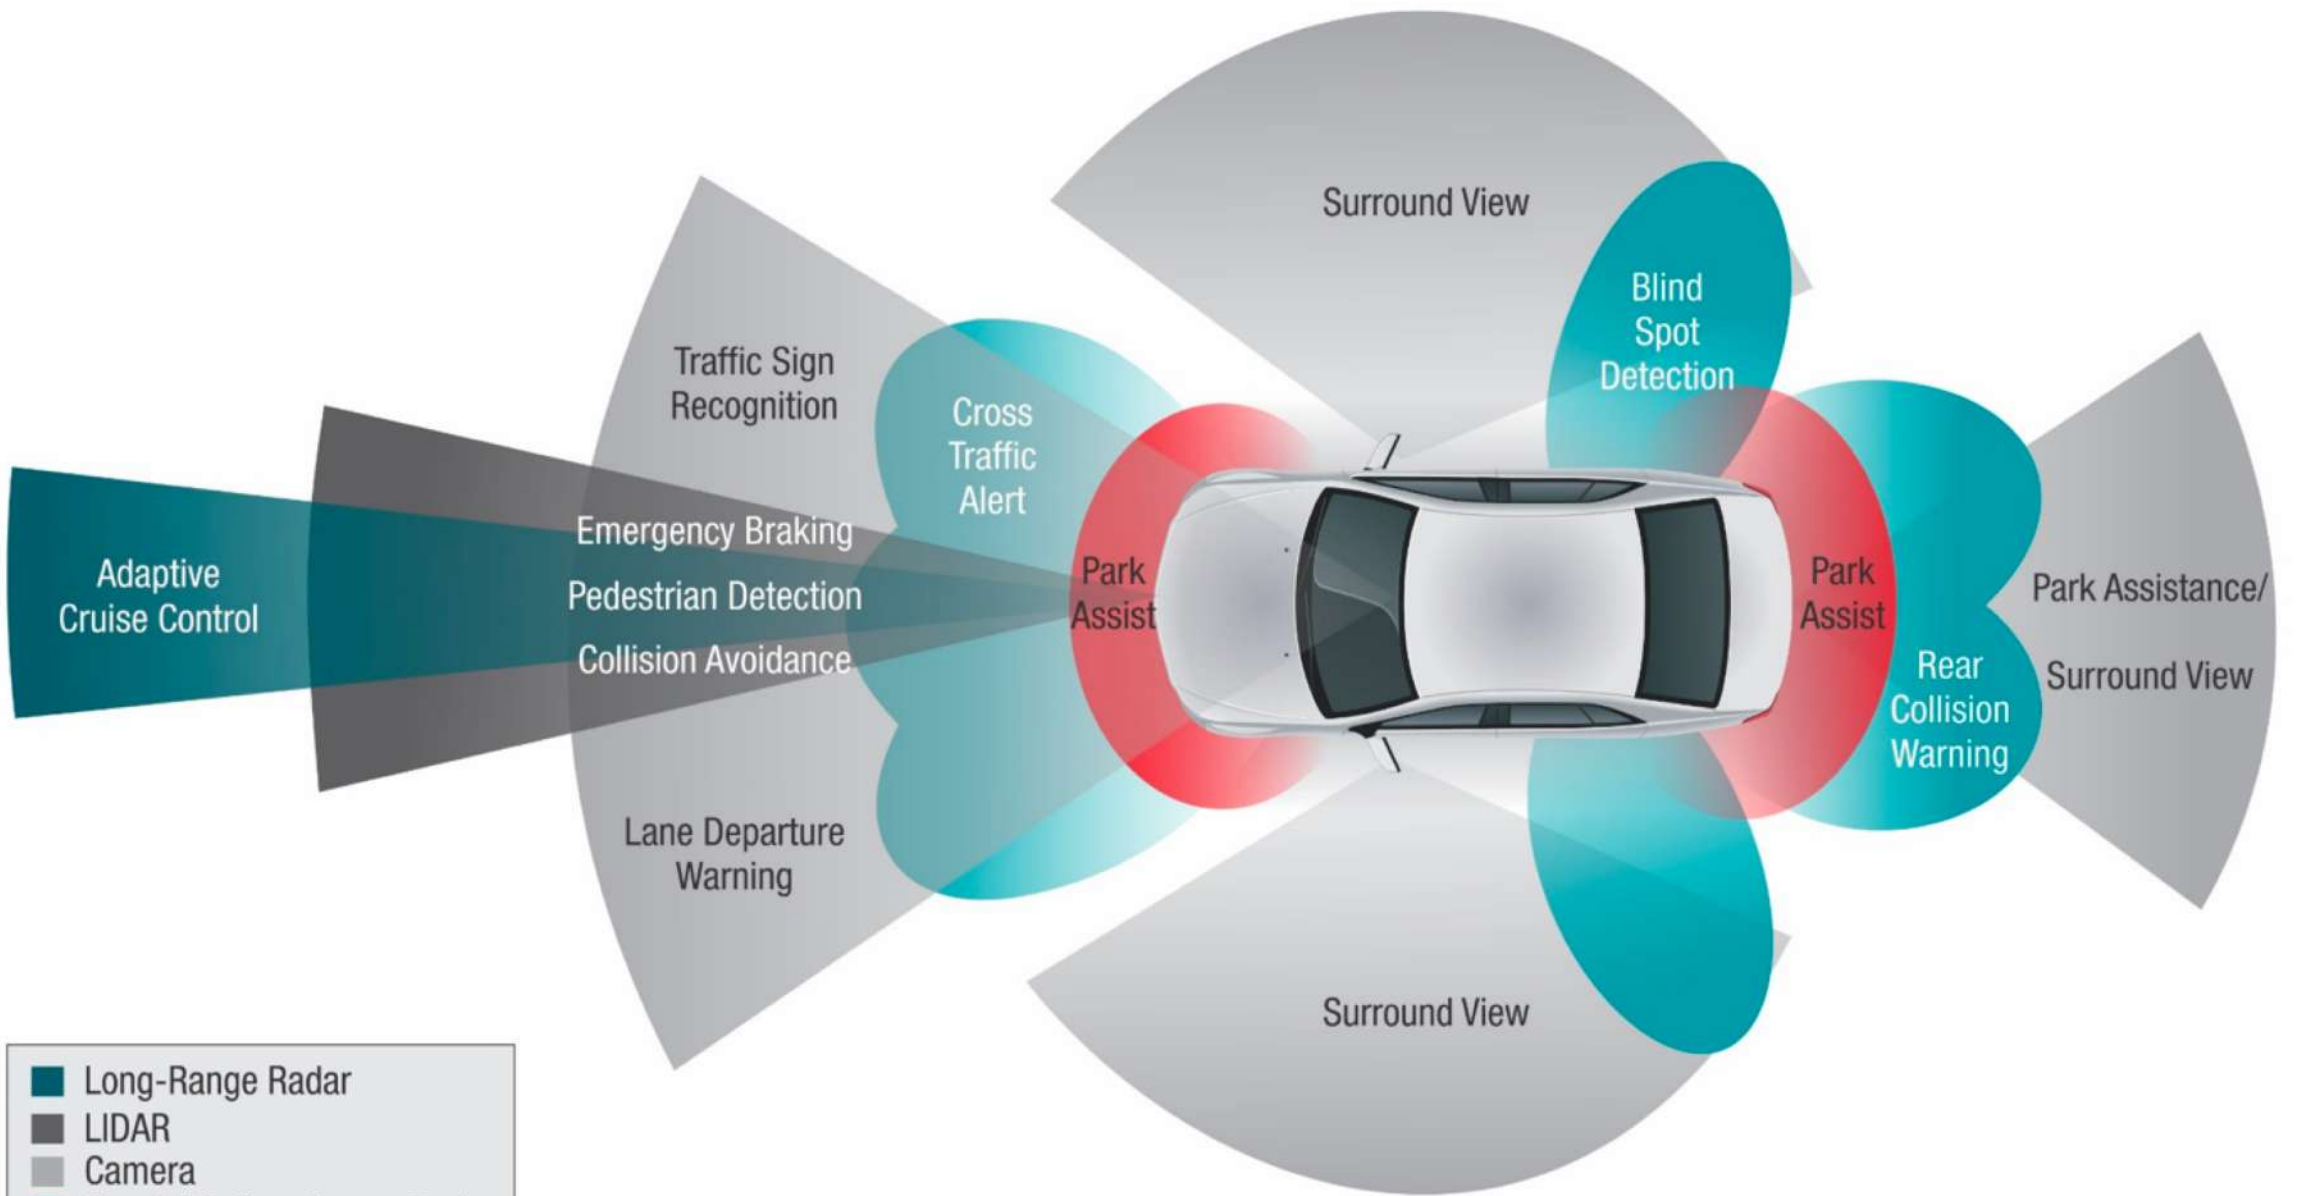 Surround View
Blind
Spot
Detection
Traffic Sign
Recognition
Cross
Traffic
Alert
Emergency Braking
Pedestrian Detection
Collision Avoidance
Adaptive
Cruise Control
Park
Assist
Park
Assist
Park Assistance/
Surround View
Rear
Collision
Warning
Lane Departure
Warning
Surround View
Long-Range Radar
LIDAR
Camera